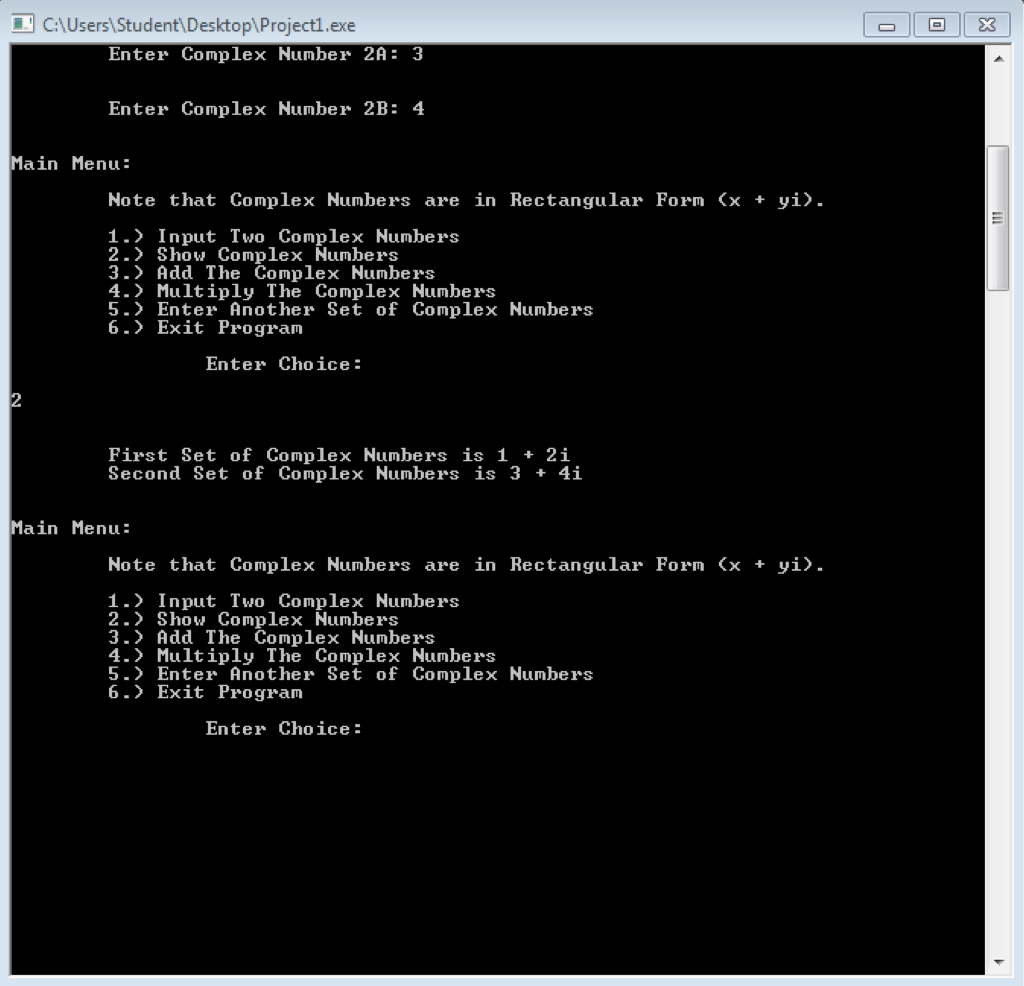 C:\Users\Student\Desktop\Project1.exe
Enter Complex Number 2A: 3
Enter Complex Number 2B: 4
Main Menu:
Note that Complex Numbers are in Rectangular Form (x + yi).
1.) Input Two Complex Numbers
2.) Show Complex Numbers
3.) Add The Complex Numbers
4.) Multiply The Complex Numbers
5.) Enter Another Set of Complex Numbers
6.) Exit Program
Enter Choice:
2
First Set of Complex Numbers is 1 + 2i
Second Set of Complex Numbers is 3 + 4i
Main Menu:
Note that Complex Numbers are in Rectangular Form (x + yi).
1.) Input Two Complex Numbers
2.) Show Complex Numbers
3.) Add The Complex Numbers
4.) Multiply The Complex Numbers
5.) Enter Another Set of Complex Numbers
6.) Exit Program
Enter Choice: